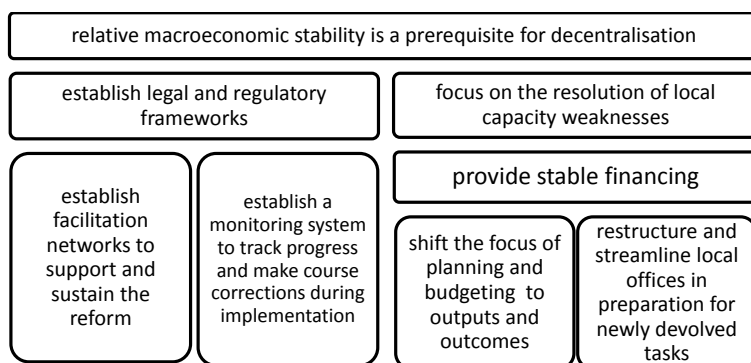 relative macroeconomic stability is a prerequisite for decentralisation
establish legal and regulatory
frameworks
focus on the resolution of local
capacity weaknesses
establish
facilitation
networks to
support and
sustain the
reform
establish a
monitoring system
to track progress
and make course
corrections during
implementation
provide stable financing
shift the focus of
planning and
budgeting to
outputs and
outcomes
restructure and
streamline local
offices in
preparation for
newly devolved
tasks